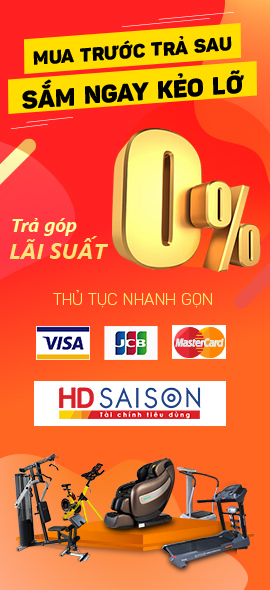 MUA TRƯỚC TRẢ SAU
SẮM NGAY KẺO LỠ
0%
Trả góp
LÃI SUẤT
THỦ TỤC NHANH GỌN
VISA
JCB
MasterCard
HD SAISON
Tài chính tiêu dùng